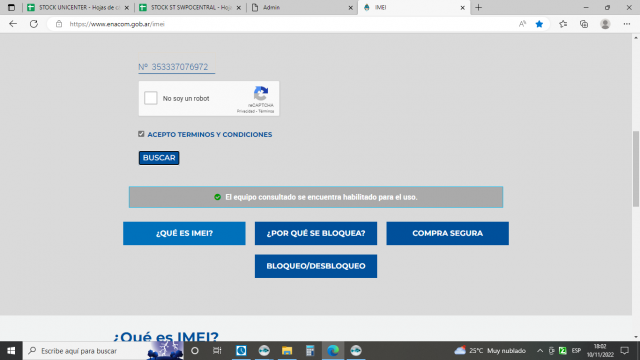 STOCK UNICENTER - Hojas de c
STOCK ST SWPOCENTRAL - Hoja
Admin
IMEI
https://www.enacom.gob.ar/imei
Nº 353337076972
No soy un robot
reCAPTCHA
Privacidad - Términos
ACEPTO TERMINOS Y CONDICIONES
BUSCAR
El equipo consultado se encuentra habilitado para el uso.
¿QUÉ ES IMEI?
¿POR QUÉ SE BLOQUEA?
COMPRA SEGURA
BLOQUEO/DESBLOQUEO
¿Qué es IMEI?
Escribe aquí para buscar
25°C Muy nublado
ESP
18:02
10/11/2022